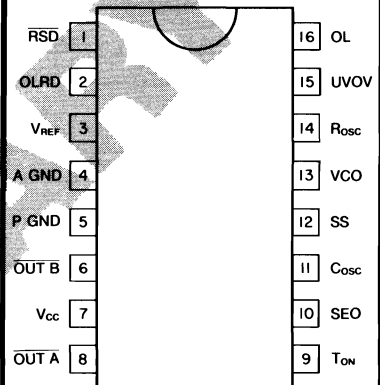 RSD 1 16 OL
OLRD 2 15 UVOV
VREF 3 14 ROSC
A GND 4 13 VCO
P GND 5 12 SS
OUT B 6 11 COSC
VCC 7 10 SEO
OUT A 8 9 TON